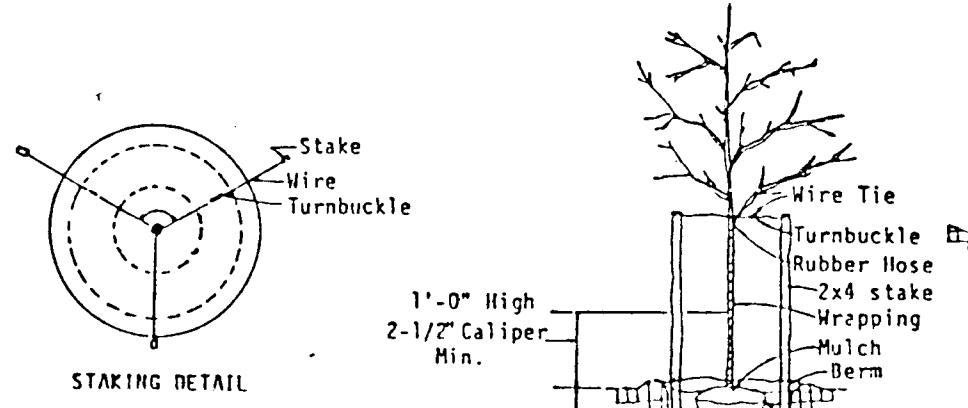 Stake
Wire
Turnbuckle
STAKING DETAIL
Wire Tie
Turnbuckle
Rubber Hose
2x4 stake
Wrapping
Mulch
Berm
1'-0" High
2-1/2" Caliper
Min.